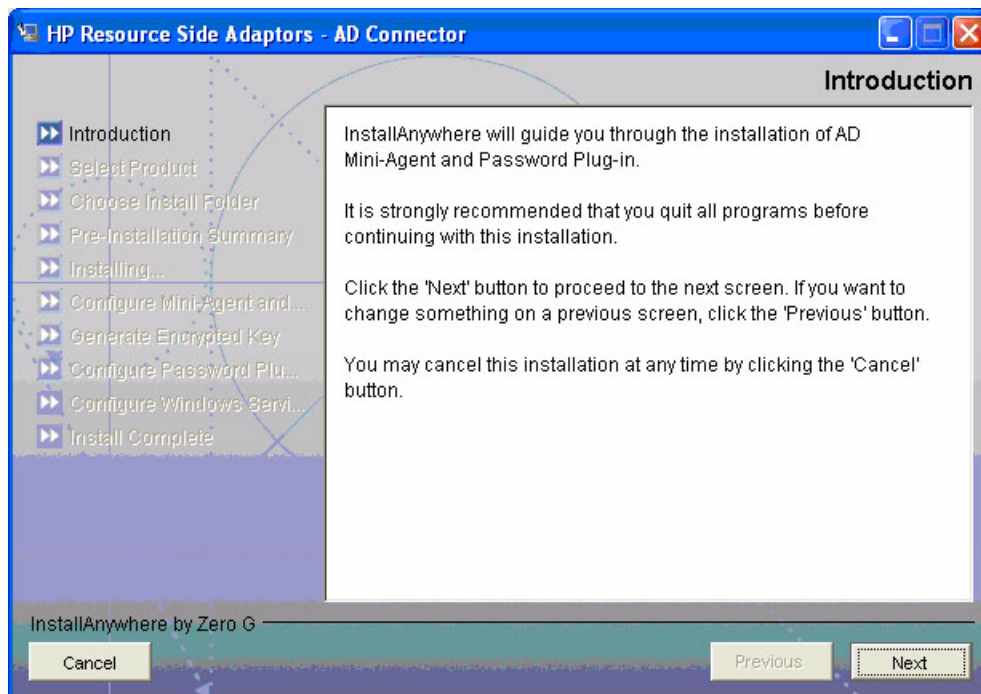 HP Resource Side Adaptors - AD Connector
Introduction
Introduction
Select Product
Choose Install Folder
Pre-Installation Summary
Installing...
Configure Mini-Agent and...
Generate Encrypted Key
Configure Password Plu...
Configure Windows Servi...
Install Complete
InstallAnywhere will guide you through the installation of AD
Mini-Agent and Password Plug-in.
It is strongly recommended that you quit all programs before
continuing with this installation.
Click the 'Next' button to proceed to the next screen. If you want to
change something on a previous screen, click the 'Previous' button.
You may cancel this installation at any time by clicking the 'Cancel'
button.
InstallAnywhere by Zero G
Cancel
Previous
Next